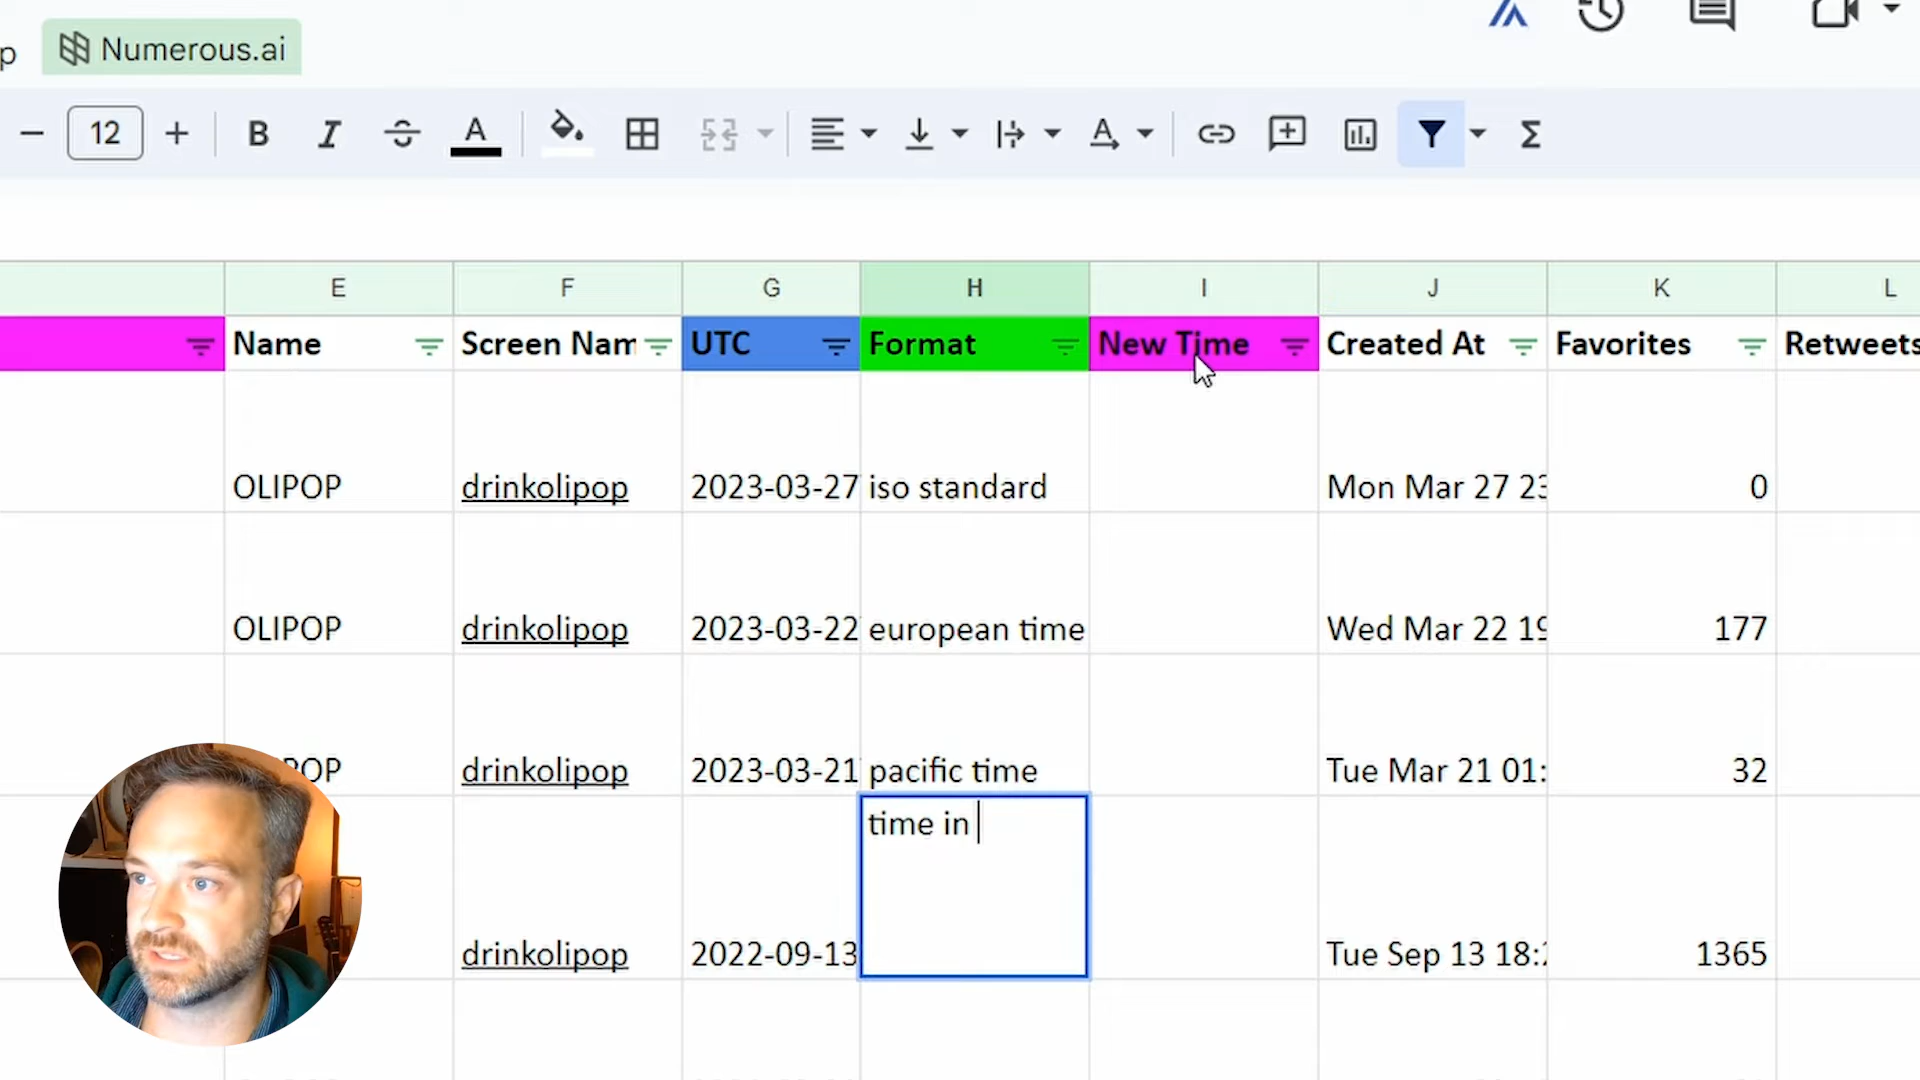 p Numerous.ai
12 B I S A A Σ
E F G H I J K L
Name Screen Nam UTC Format New Time Created At Favorites Retweets
OLIPOP drinkolipop 2023-03-27 iso standard Mon Mar 27 23 0
OLIPOP drinkolipop 2023-03-22 european time Wed Mar 22 19 177
POP drinkolipop 2023-03-21 pacific time Tue Mar 21 01: 32
time in
drinkolipop 2022-09-13 Tue Sep 13 18: 1365